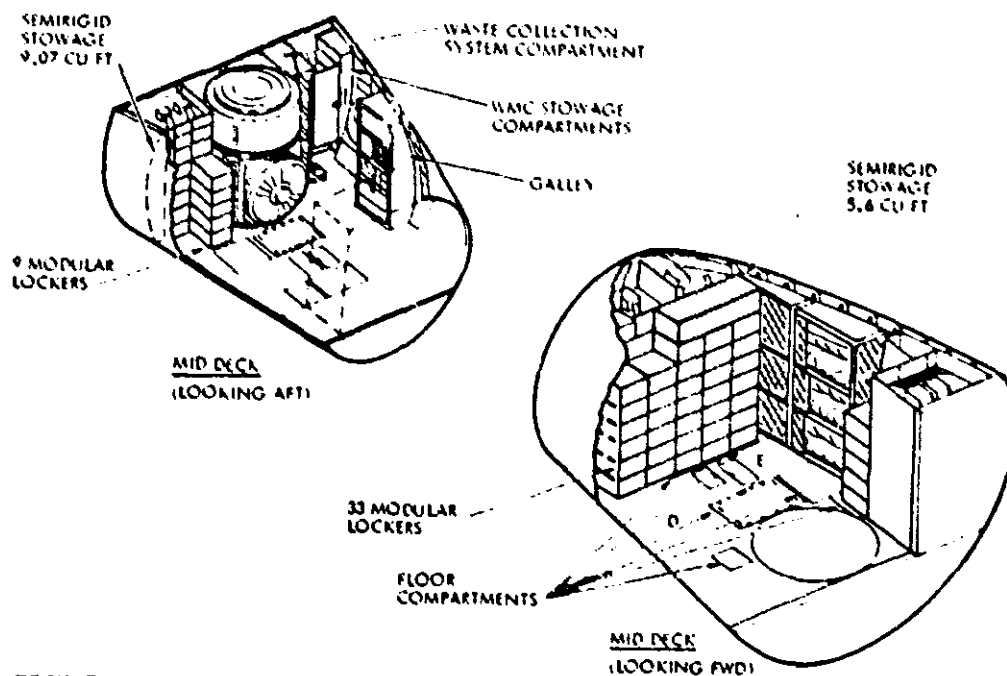 SEMIRIGID
STOWAGE
9.07 CU FT
WASTE COLLECTION
SYSTEM COMPARTMENT
WMC STOWAGE
COMPARTMENTS
GALLEY
9 MODULAR
LOCKERS
MID DECK
(LOOKING AFT)
SEMIRIGID
STOWAGE
5.6 CU FT
33 MODULAR
LOCKERS
E
D
FLOOR
COMPARTMENTS
MID DECK
(LOOKING FWD)